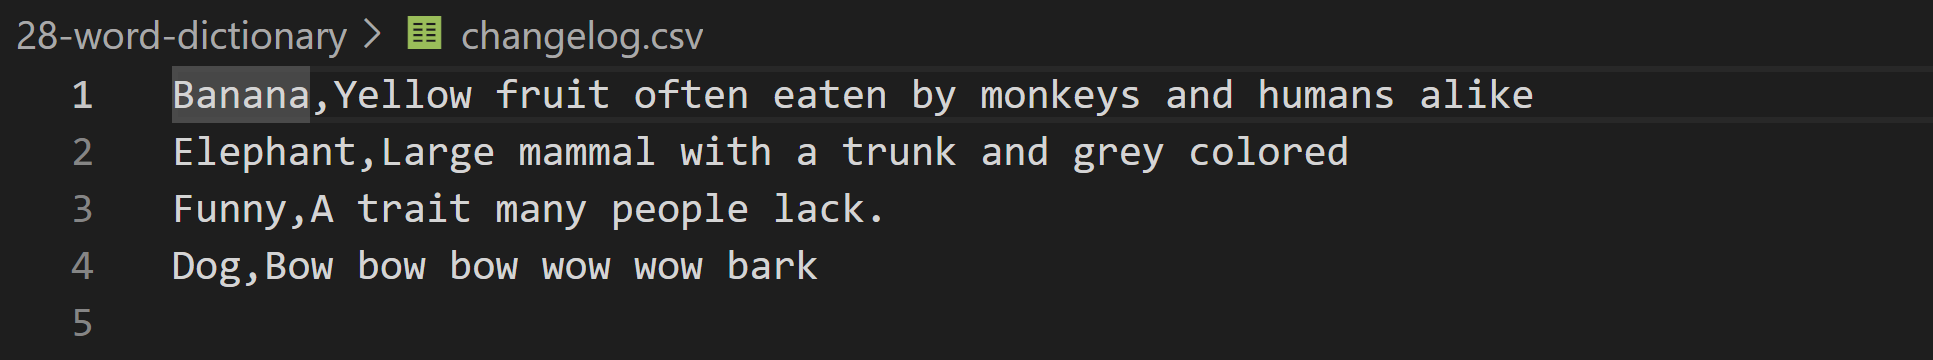 28-word-dictionary > changelog.csv
1 Banana,Yellow fruit often eaten by monkeys and humans alike
2 Elephant,Large mammal with a trunk and grey colored
3 Funny,A trait many people lack.
4 Dog,Bow bow bow wow wow bark
5